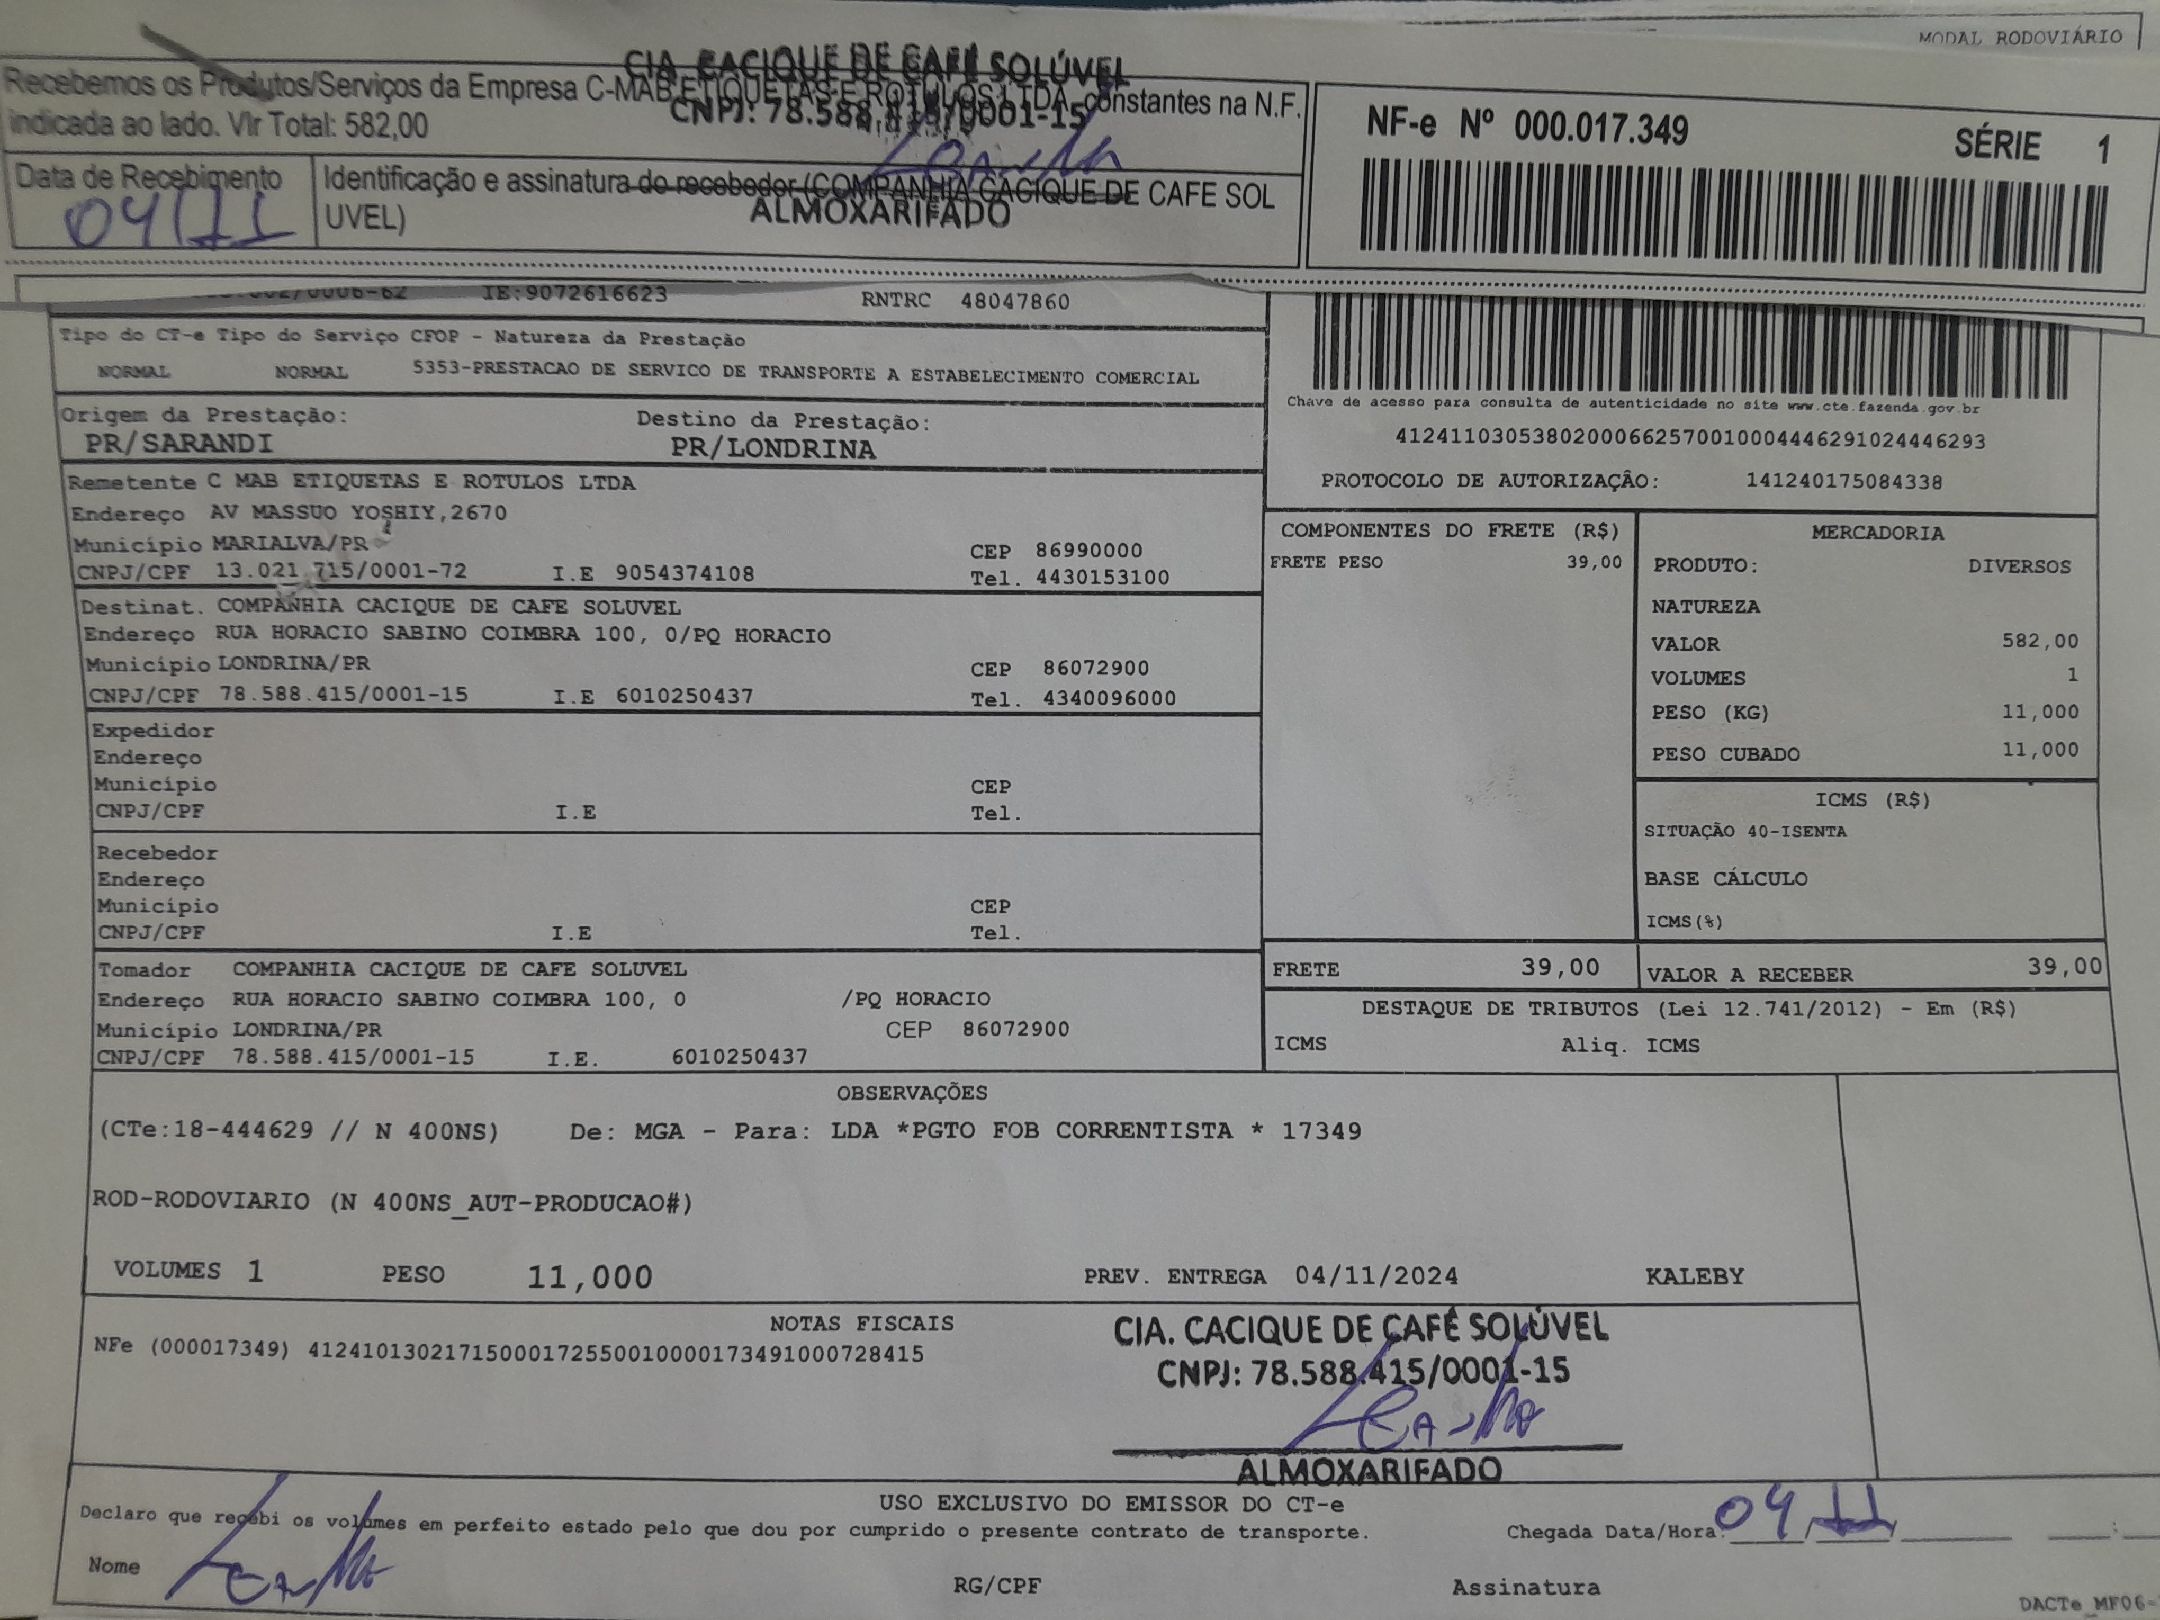 MODAL RODOVIÁRIO
CIA. CACIQUE DE CAFÉ SOLÚVEL
Recebemos os Produtos/Serviços da Empresa C-MAB ETIQUETAS E ROTULOS LTDA, constantes na N.F.
CNPJ: 78.588.415/0001-15
indicada ao lado. Vlr Total: 582,00
NF-e Nº 000.017.349 SÉRIE 1
Data de Recebimento
04/11
Identificação e assinatura do recebedor (COMPANHIA CACIQUE DE CAFE SOL
UVEL)
ALMOXARIFADO
/0006-62 IE:9072616623 RNTRC 48047860
Tipo do CT-e Tipo do Serviço CFOP - Natureza da Prestação
NORMAL NORMAL 5353-PRESTACAO DE SERVICO DE TRANSPORTE A ESTABELECIMENTO COMERCIAL
Chave de acesso para consulta de autenticidade no site www.cte.fazenda.gov.br
41241103053802000662570010004446291024446293
PROTOCOLO DE AUTORIZAÇÃO: 141240175084338
Origem da Prestação: Destino da Prestação:
PR/SARANDI PR/LONDRINA
Remetente C MAB ETIQUETAS E ROTULOS LTDA
Endereço AV MASSUO YOSHIY,2670
Município MARIALVA/PR CEP 86990000
CNPJ/CPF 13.021 715/0001-72 I.E 9054374108 Tel. 4430153100
Destinat. COMPANHIA CACIQUE DE CAFE SOLUVEL
Endereço RUA HORACIO SABINO COIMBRA 100, 0/PQ HORACIO
Município LONDRINA/PR CEP 86072900
CNPJ/CPF 78.588.415/0001-15 I.E 6010250437 Tel. 4340096000
Expedidor
Endereço
Município CEP
CNPJ/CPF I.E Tel.
Recebedor
Endereço
Município CEP
CNPJ/CPF I.E Tel.
Tomador COMPANHIA CACIQUE DE CAFE SOLUVEL
Endereço RUA HORACIO SABINO COIMBRA 100, 0 /PQ HORACIO
Município LONDRINA/PR CEP 86072900
CNPJ/CPF 78.588.415/0001-15 I.E. 6010250437
COMPONENTES DO FRETE (R$)
FRETE PESO 39,00
MERCADORIA
PRODUTO: DIVERSOS
NATUREZA
VALOR 582,00
VOLUMES 1
PESO (KG) 11,000
PESO CUBADO 11,000
ICMS (R$)
SITUAÇÃO 40-ISENTA
BASE CÁLCULO
ICMS(%)
FRETE 39,00 VALOR A RECEBER 39,00
DESTAQUE DE TRIBUTOS (Lei 12.741/2012) - Em (R$)
ICMS Aliq. ICMS
OBSERVAÇÕES
(CTe:18-444629 // N 400NS) De: MGA - Para: LDA *PGTO FOB CORRENTISTA * 17349
ROD-RODOVIARIO (N 400NS_AUT-PRODUCAO#)
VOLUMES 1 PESO 11,000 PREV. ENTREGA 04/11/2024 KALEBY
NOTAS FISCAIS
NFe (000017349) 41241013021715000172550010000173491000728415
CIA. CACIQUE DE CAFÉ SOLÚVEL
CNPJ: 78.588.415/0001-15
ALMOXARIFADO
USO EXCLUSIVO DO EMISSOR DO CT-e
Declaro que recebi os volumes em perfeito estado pelo que dou por cumprido o presente contrato de transporte. Chegada Data/Hora: 04/11/ :
Nome RG/CPF Assinatura
DACTe_MF06-